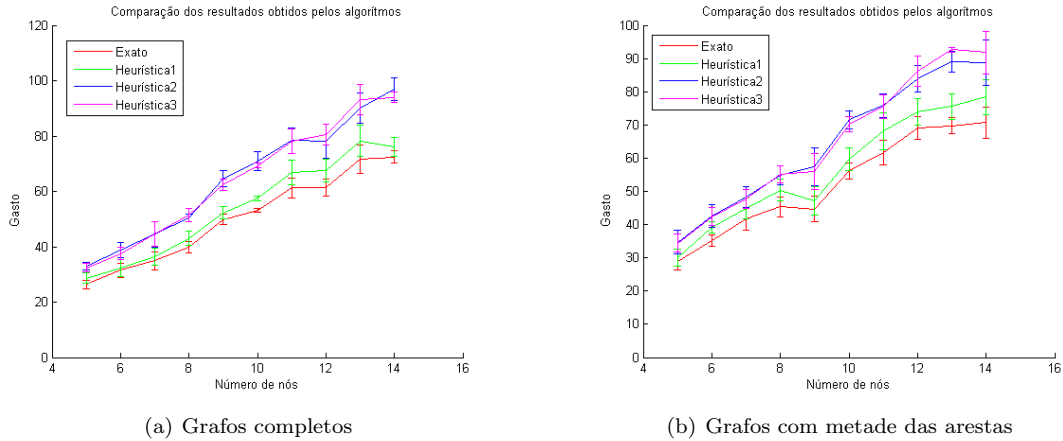 Comparação dos resultados obtidos pelos algorítmos
120
100
80
60
40
20
0
Gasto
Exato
Heurística1
Heurística2
Heurística3
4 6 8 10 12 14 16
Número de nós
(a) Grafos completos
Comparação dos resultados obtidos pelos algorítmos
100
90
80
70
60
50
40
30
20
10
0
Gasto
Exato
Heurística1
Heurística2
Heurística3
4 6 8 10 12 14 16
Número de nós
(b) Grafos com metade das arestas